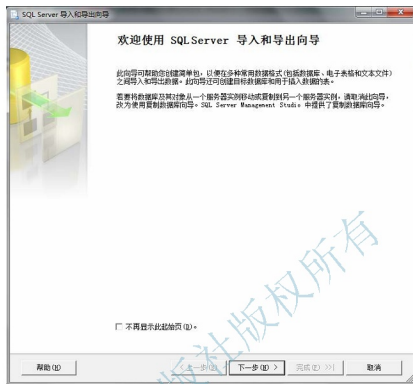 SQL Server 导入和导出向导
欢迎使用 SQLServer 导入和导出向导
此向导可帮助您创建简单包，以便在多种常用数据格式(包括数据库、电子表格和文本文件)
之间导入和导出数据。此向导还可创建目标数据库和用于插入数据的表。
若要将数据库及其对象从一个服务器实例移动或复制到另一个服务器实例，请取消此向导，
改为使用复制数据库向导。SQL Server Management Studio 中提供了复制数据库向导。
不再显示此起始页(D)。
帮助(H)
< 上一步(B)
下一步(N) >
完成(F) >>|
取消
社版权所有